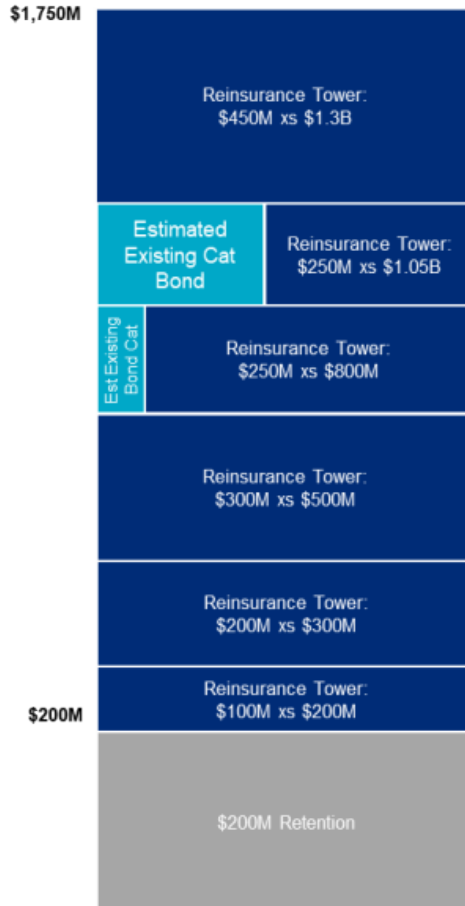 $1,750M
Reinsurance Tower:
$450M xs $1.3B
Estimated
Existing Cat
Bond
Reinsurance Tower:
$250M xs $1.05B
Est Existing
Bond Cat
Reinsurance Tower:
$250M xs $800M
Reinsurance Tower:
$300M xs $500M
Reinsurance Tower:
$200M xs $300M
Reinsurance Tower:
$100M xs $200M
$200M
$200M Retention